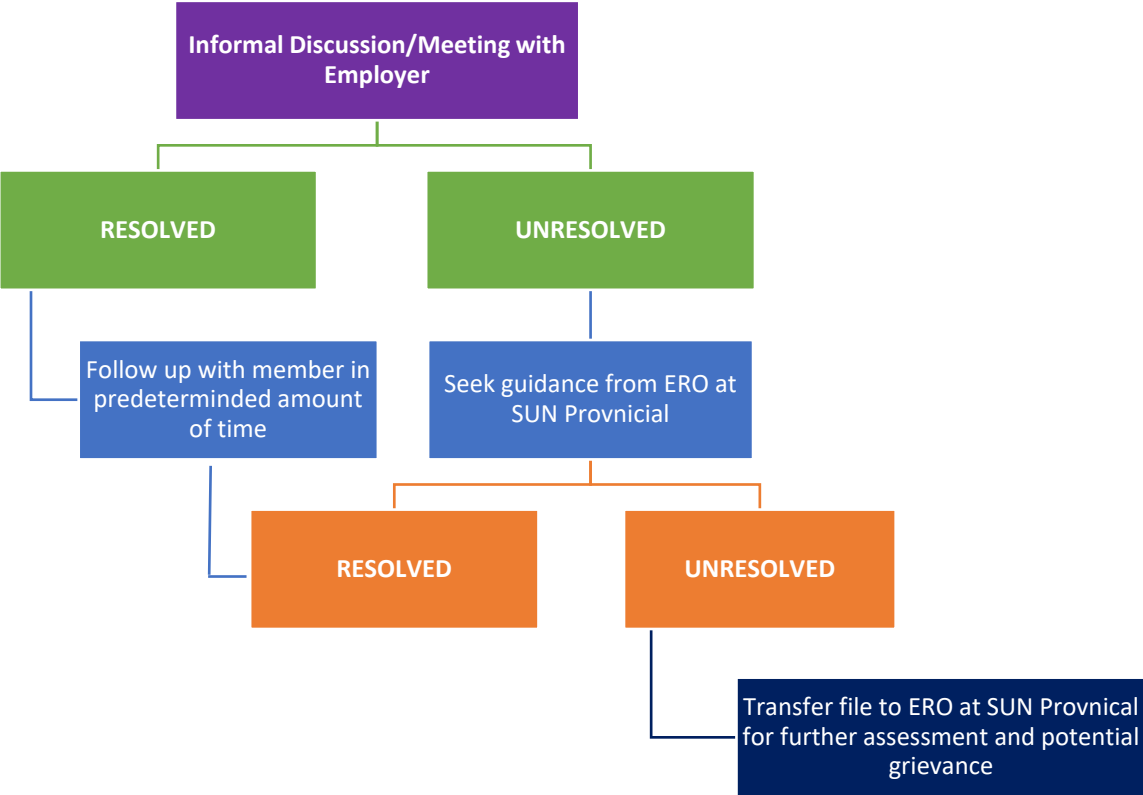 Informal Discussion/Meeting with
Employer
RESOLVED
UNRESOLVED
Follow up with member in
predeterminded amount
of time
Seek guidance from ERO at
SUN Provnicial
RESOLVED
UNRESOLVED
Transfer file to ERO at SUN Provnical
for further assessment and potential
grievance